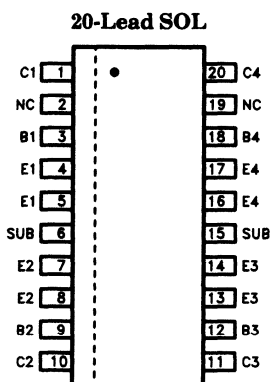 20-Lead SOL
C1 1 20 C4
NC 2 19 NC
B1 3 18 B4
E1 4 17 E4
E1 5 16 E4
SUB 6 15 SUB
E2 7 14 E3
E2 8 13 E3
B2 9 12 B3
C2 10 11 C3